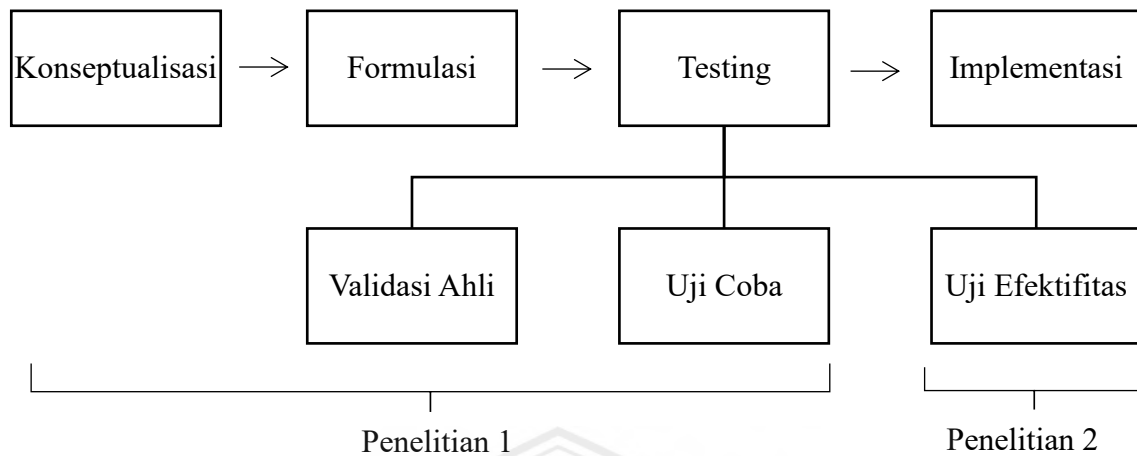 Konseptualisasi
Formulasi
Testing
Implementasi
Validasi Ahli
Uji Coba
Uji Efektifitas
Penelitian 1
Penelitian 2